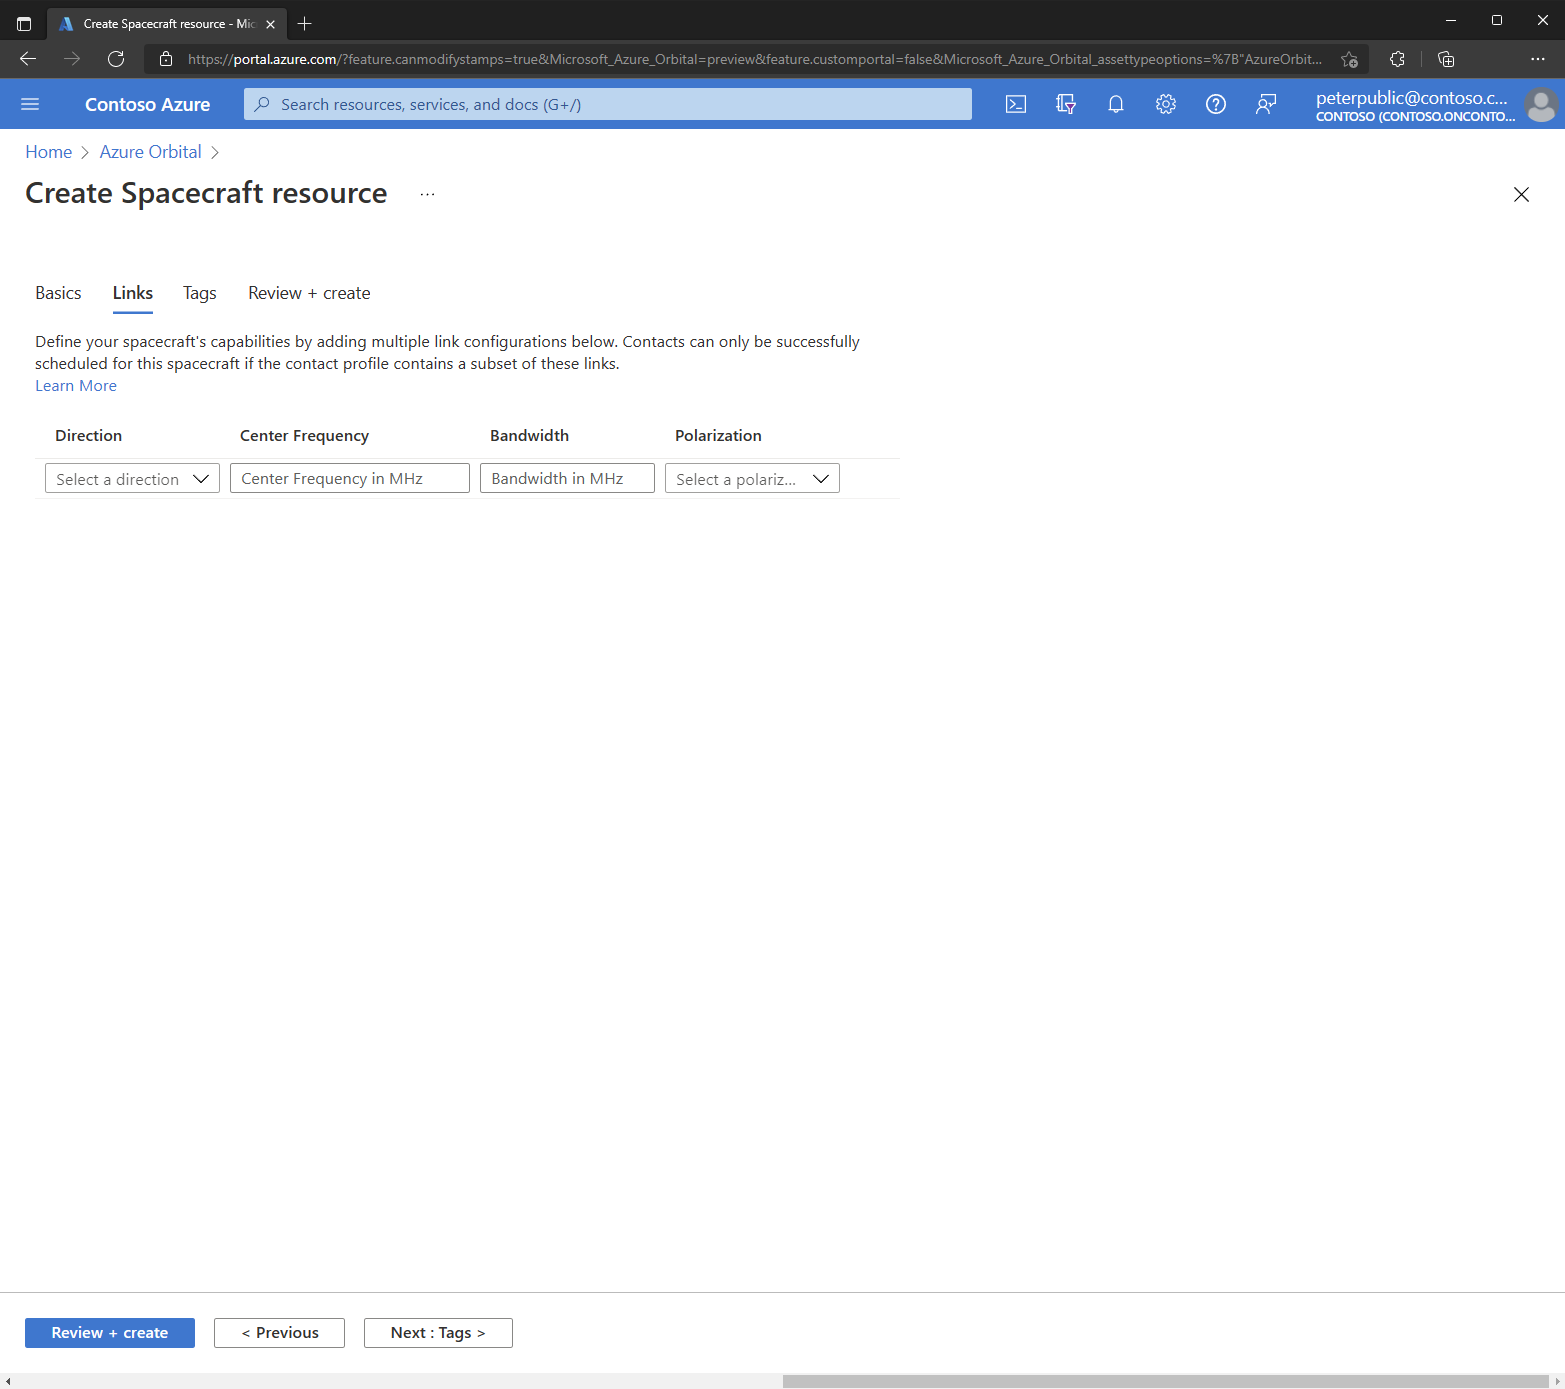 Create Spacecraft resource - Mic
https://portal.azure.com/?feature.canmodifystamps=true&Microsoft_Azure_Orbital=preview&feature.customportal=false&Microsoft_Azure_Orbital_assettypeoptions=%7B"AzureOrbit...
Contoso Azure
Search resources, services, and docs (G+/)
peterpublic@contoso.c...
CONTOSO (CONTOSO.ONCONTO...
Home > Azure Orbital >
Create Spacecraft resource ...
Basics Links Tags Review + create
Define your spacecraft's capabilities by adding multiple link configurations below. Contacts can only be successfully
scheduled for this spacecraft if the contact profile contains a subset of these links.
Learn More
Direction Center Frequency Bandwidth Polarization
Select a direction Center Frequency in MHz Bandwidth in MHz Select a polariz...
Review + create < Previous Next : Tags >